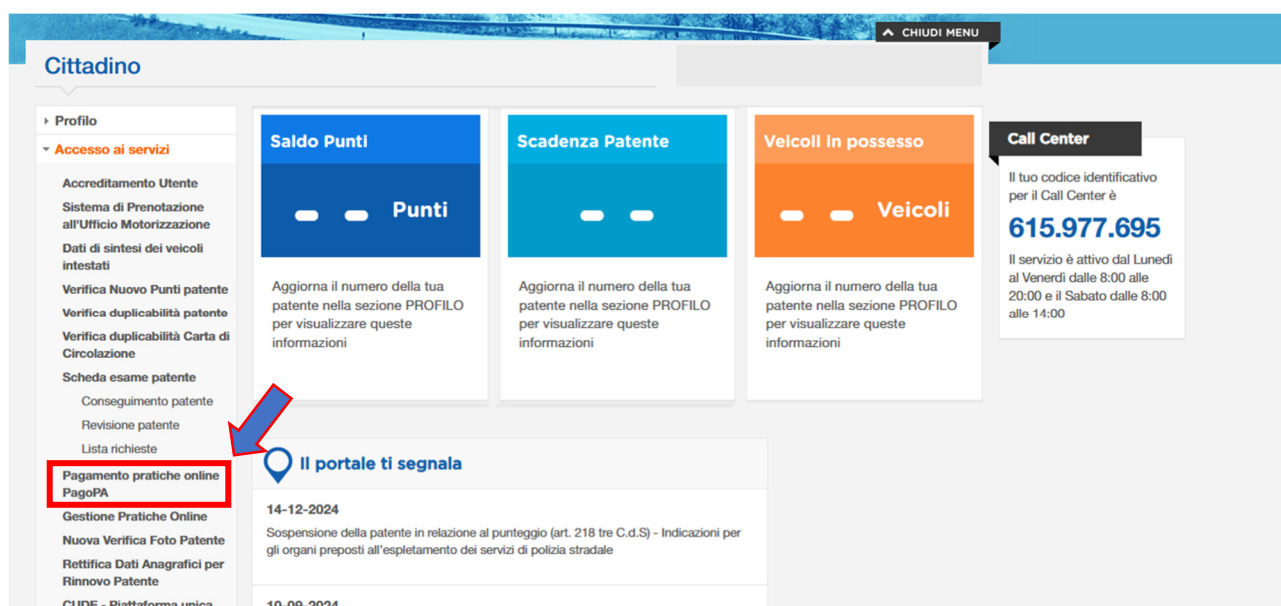 CHIUDI MENU
Cittadino
Profilo
Accesso ai servizi
Accreditamento Utente
Sistema di Prenotazione
all'Ufficio Motorizzazione
Dati di sintesi dei veicoli
intestati
Verifica Nuovo Punti patente
Verifica duplicabilità patente
Verifica duplicabilità Carta di
Circolazione
Scheda esame patente
Conseguimento patente
Revisione patente
Lista richieste
Pagamento pratiche online
PagoPA
Gestione Pratiche Online
Nuova Verifica Foto Patente
Rettifica Dati Anagrafici per
Rinnovo Patente
CUDE - Piattaforma unica
Saldo Punti
Punti
Aggiorna il numero della tua
patente nella sezione PROFILO
per visualizzare queste
informazioni
Scadenza Patente
Aggiorna il numero della tua
patente nella sezione PROFILO
per visualizzare queste
informazioni
Veicoli in possesso
Veicoli
Aggiorna il numero della tua
patente nella sezione PROFILO
per visualizzare queste
informazioni
Call Center
Il tuo codice identificativo
per il Call Center è
615.977.695
Il servizio è attivo dal Lunedì
al Venerdì dalle 8:00 alle
20:00 e il Sabato dalle 8:00
alle 14:00
Il portale ti segnala
14-12-2024
Sospensione della patente in relazione al punteggio (art. 218 tre C.d.S) - Indicazioni per
gli organi preposti all'espletamento dei servizi di polizia stradale
10-09-2024